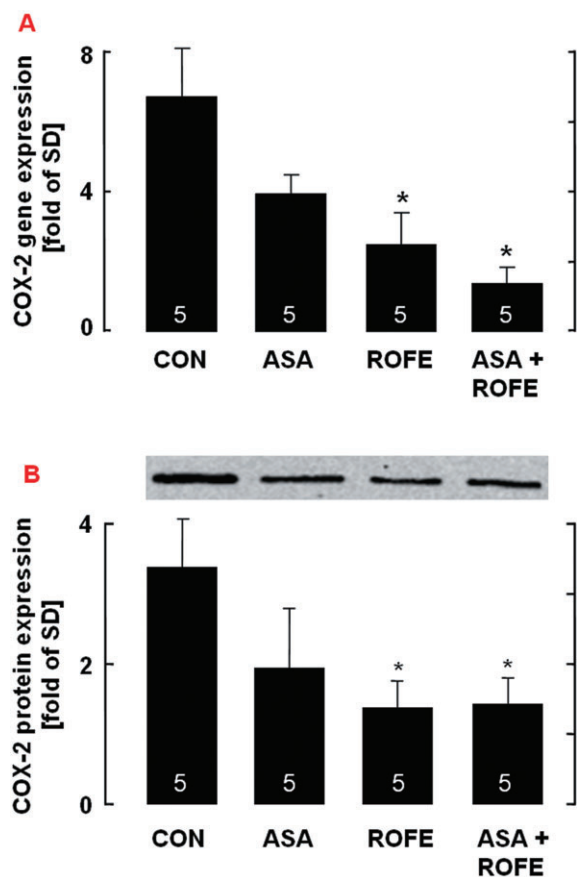 A
COX-2 gene expression
[fold of SD]
8
4
0
*
*
5 5 5 5
CON ASA ROFE ASA +
ROFE
B
COX-2 protein expression
[fold of SD]
4
2
0
*
*
5 5 5 5
CON ASA ROFE ASA +
ROFE